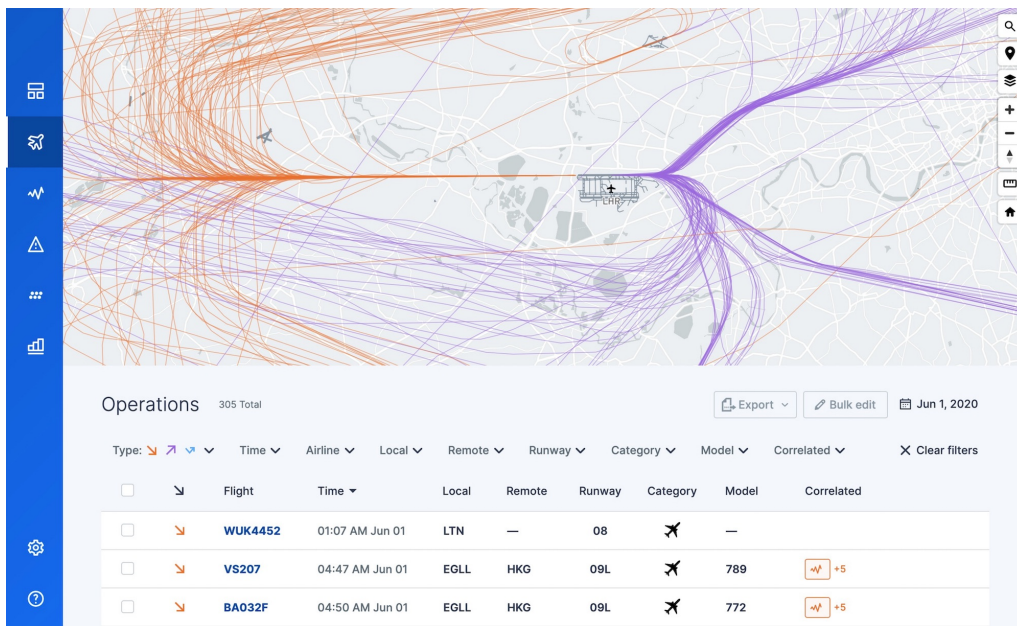 LHR
Operations 305 Total Export Bulk edit Jun 1, 2020
Type: Time Airline Local Remote Runway Category Model Correlated Clear filters
Flight Time Local Remote Runway Category Model Correlated
WUK4452 01:07 AM Jun 01 LTN — 08 —
VS207 04:47 AM Jun 01 EGLL HKG 09L 789 +5
BA032F 04:50 AM Jun 01 EGLL HKG 09L 772 +5